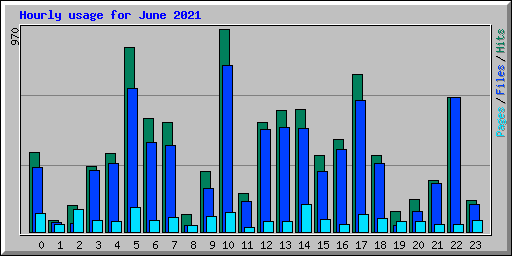 Hourly usage for June 2021
970
Pages/Files/Hits
0 1 2 3 4 5 6 7 8 9 10 11 12 13 14 15 16 17 18 19 20 21 22 23